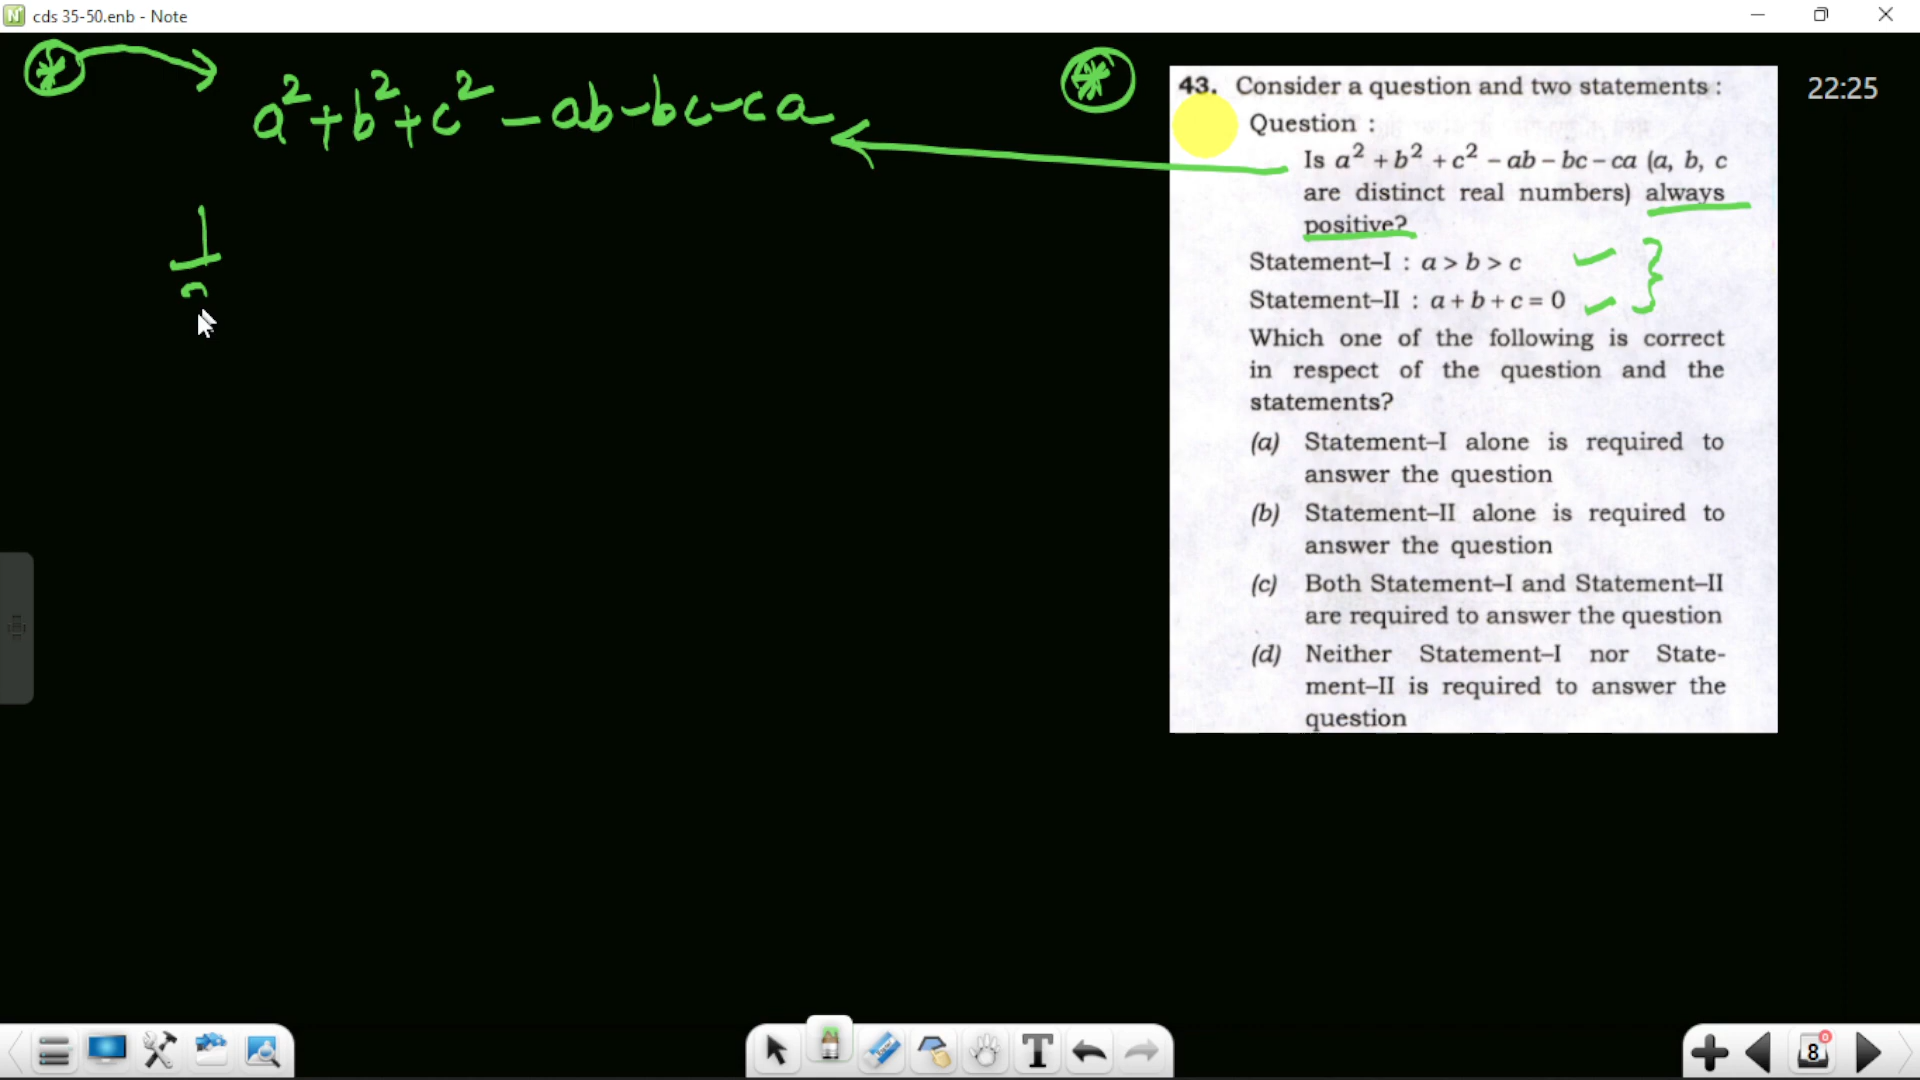 cds 35-50.enb - Note
a² + b² + c² - ab - bc - ca
1
43. Consider a question and two statements :
22:25
Question :
Is a² + b² + c² - ab - bc - ca (a, b, c
are distinct real numbers) always
positive?
Statement-I : a > b > c
Statement-II : a + b + c = 0
Which one of the following is correct
in respect of the question and the
statements?
(a) Statement-I alone is required to
answer the question
(b) Statement-II alone is required to
answer the question
(c) Both Statement-I and Statement-II
are required to answer the question
(d) Neither Statement-I nor State-
ment-II is required to answer the
question
T
8
0